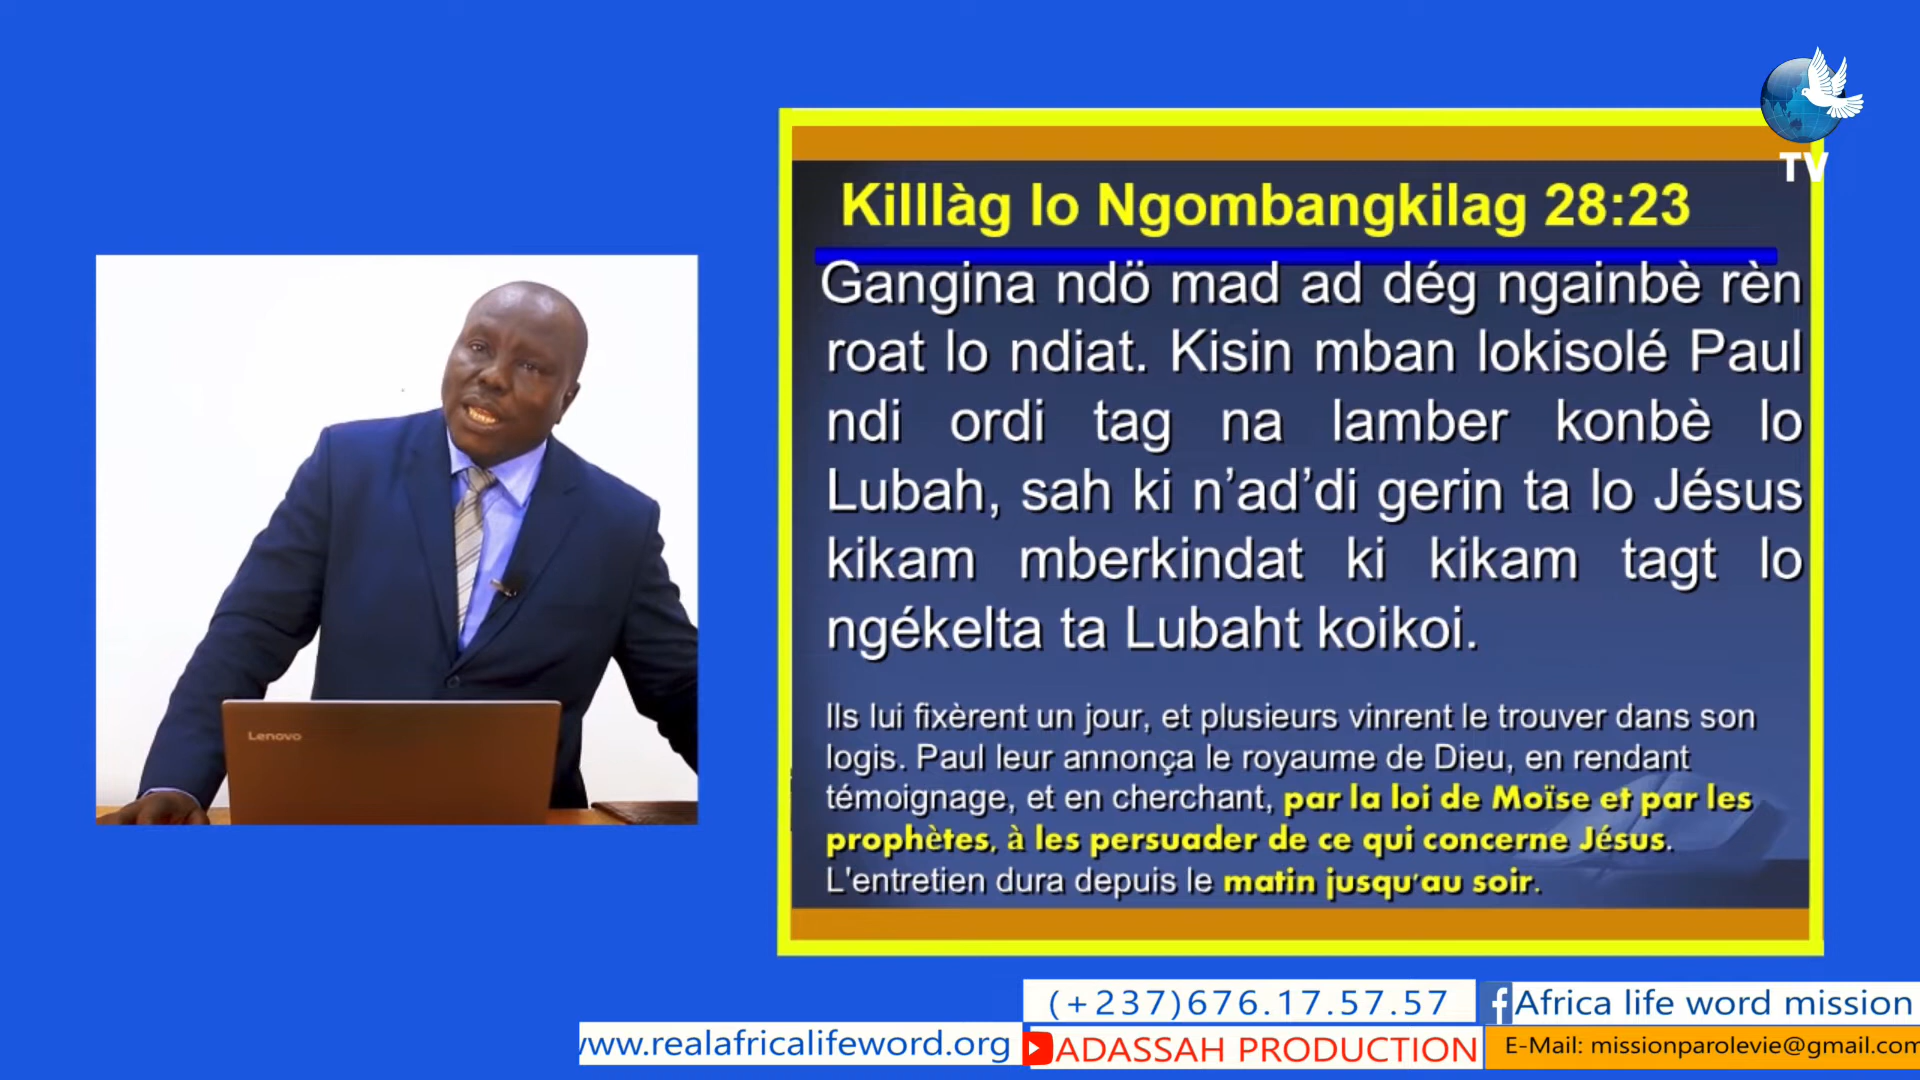 TV
Killlàg lo Ngombangkilag 28:23
Gangina ndö mad ad dég ngainbè rèn
roat lo ndiat. Kisin mban lokisolé Paul
ndi ordi tag na lamber konbè lo
Lubah, sah ki n’ad’di gerin ta lo Jésus
kikam mberkindat ki kikam tagt lo
ngékelta ta Lubaht koikoi.
Ils lui fixèrent un jour, et plusieurs vinrent le trouver dans son
logis. Paul leur annonça le royaume de Dieu, en rendant
témoignage, et en cherchant, par la loi de Moïse et par les
prophètes, à les persuader de ce qui concerne Jésus.
L'entretien dura depuis le matin jusqu'au soir.
Lenovo
(+237)676.17.57.57
Africa life word mission
www.realafricalifeword.org
ADASSAH PRODUCTION
E-Mail: missionparolevie@gmail.com